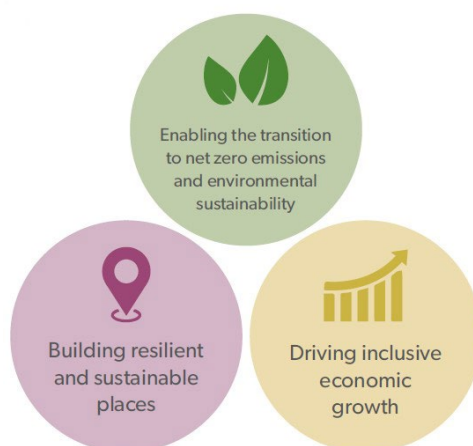 Enabling the transition
to net zero emissions
and environmental
sustainability
Building resilient
and sustainable
places
Driving inclusive
economic
growth